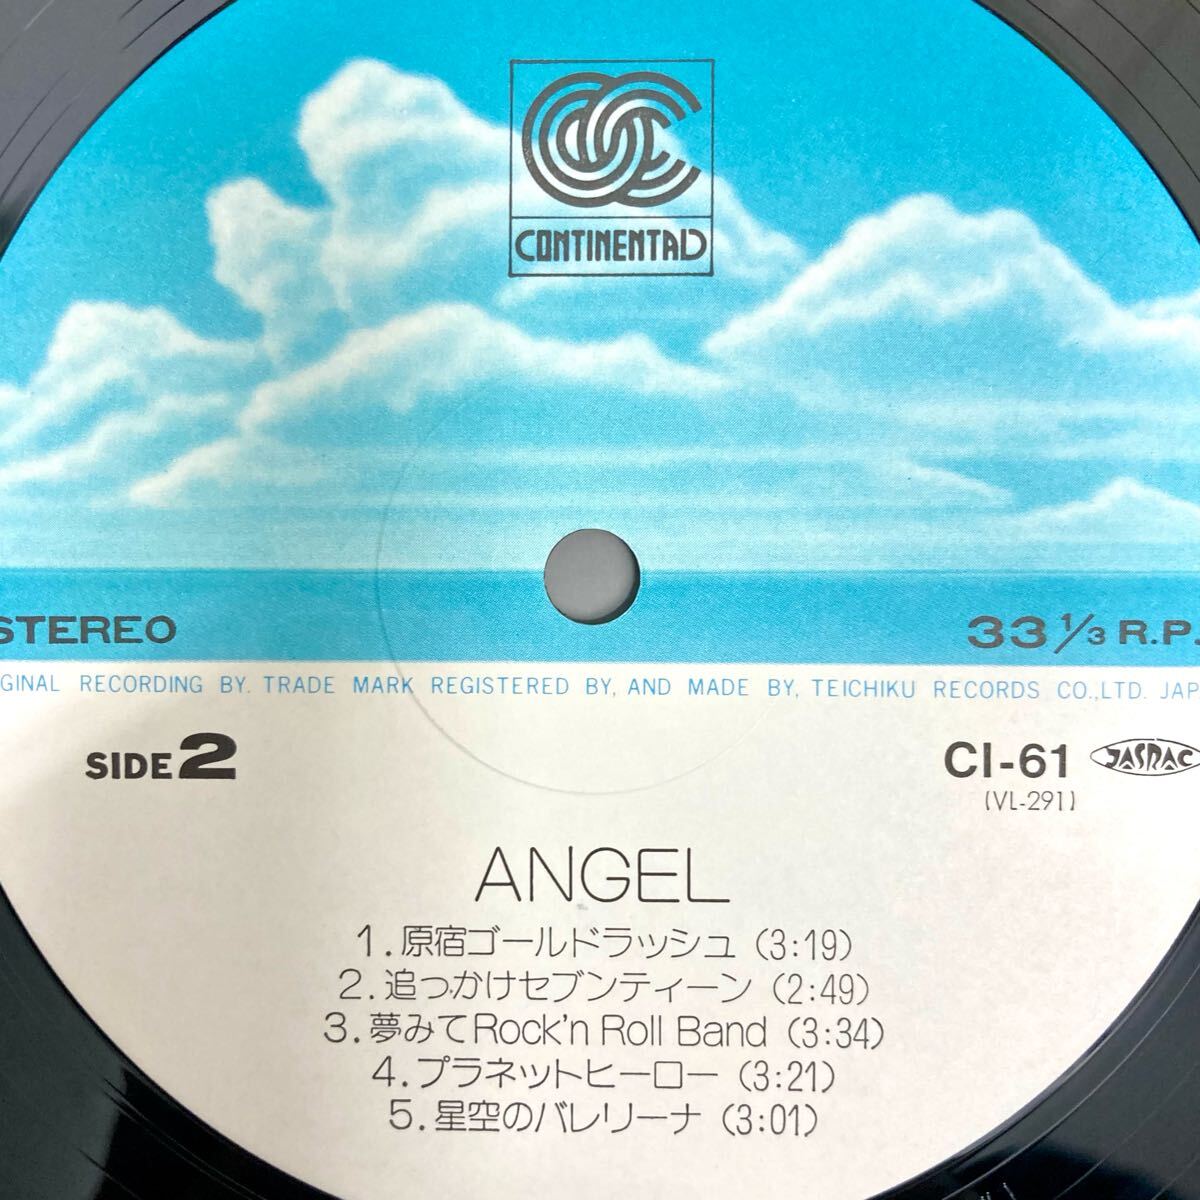 CONTINENTAL
STEREO
33 1/3 R.P.
GINAL RECORDING BY. TRADE MARK REGISTERED BY, AND MADE BY, TEICHIKU RECORDS CO.,LTD. JAP
SIDE 2
CI-61 JASRAC
(VL-291)
ANGEL
1. 原宿ゴールドラッシュ (3:19)
2. 追っかけセブンティーン (2:49)
3. 夢みてRock'n Roll Band (3:34)
4. プラネットヒーロー (3:21)
5. 星空のバレリーナ (3:01)